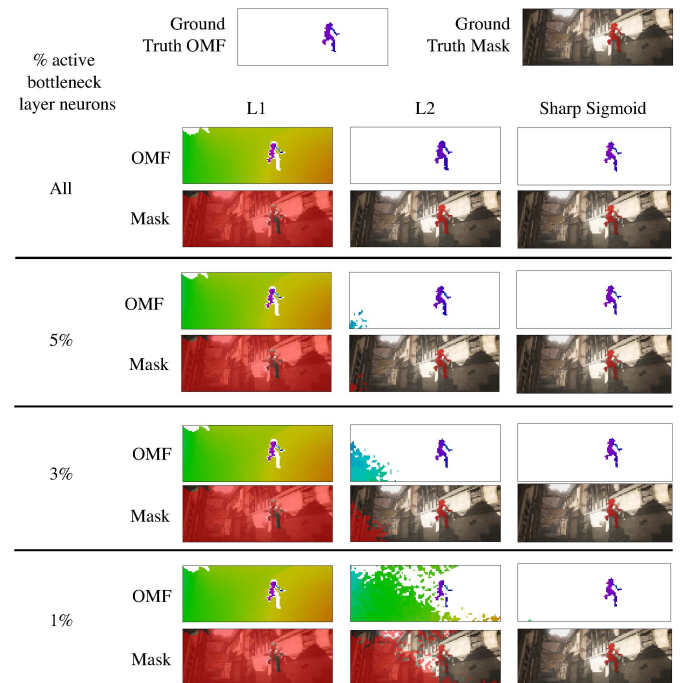 Ground
Truth OMF
Ground
Truth Mask
% active
bottleneck
layer neurons
L1
L2
Sharp Sigmoid
All
OMF
Mask
5%
OMF
Mask
3%
OMF
Mask
1%
OMF
Mask